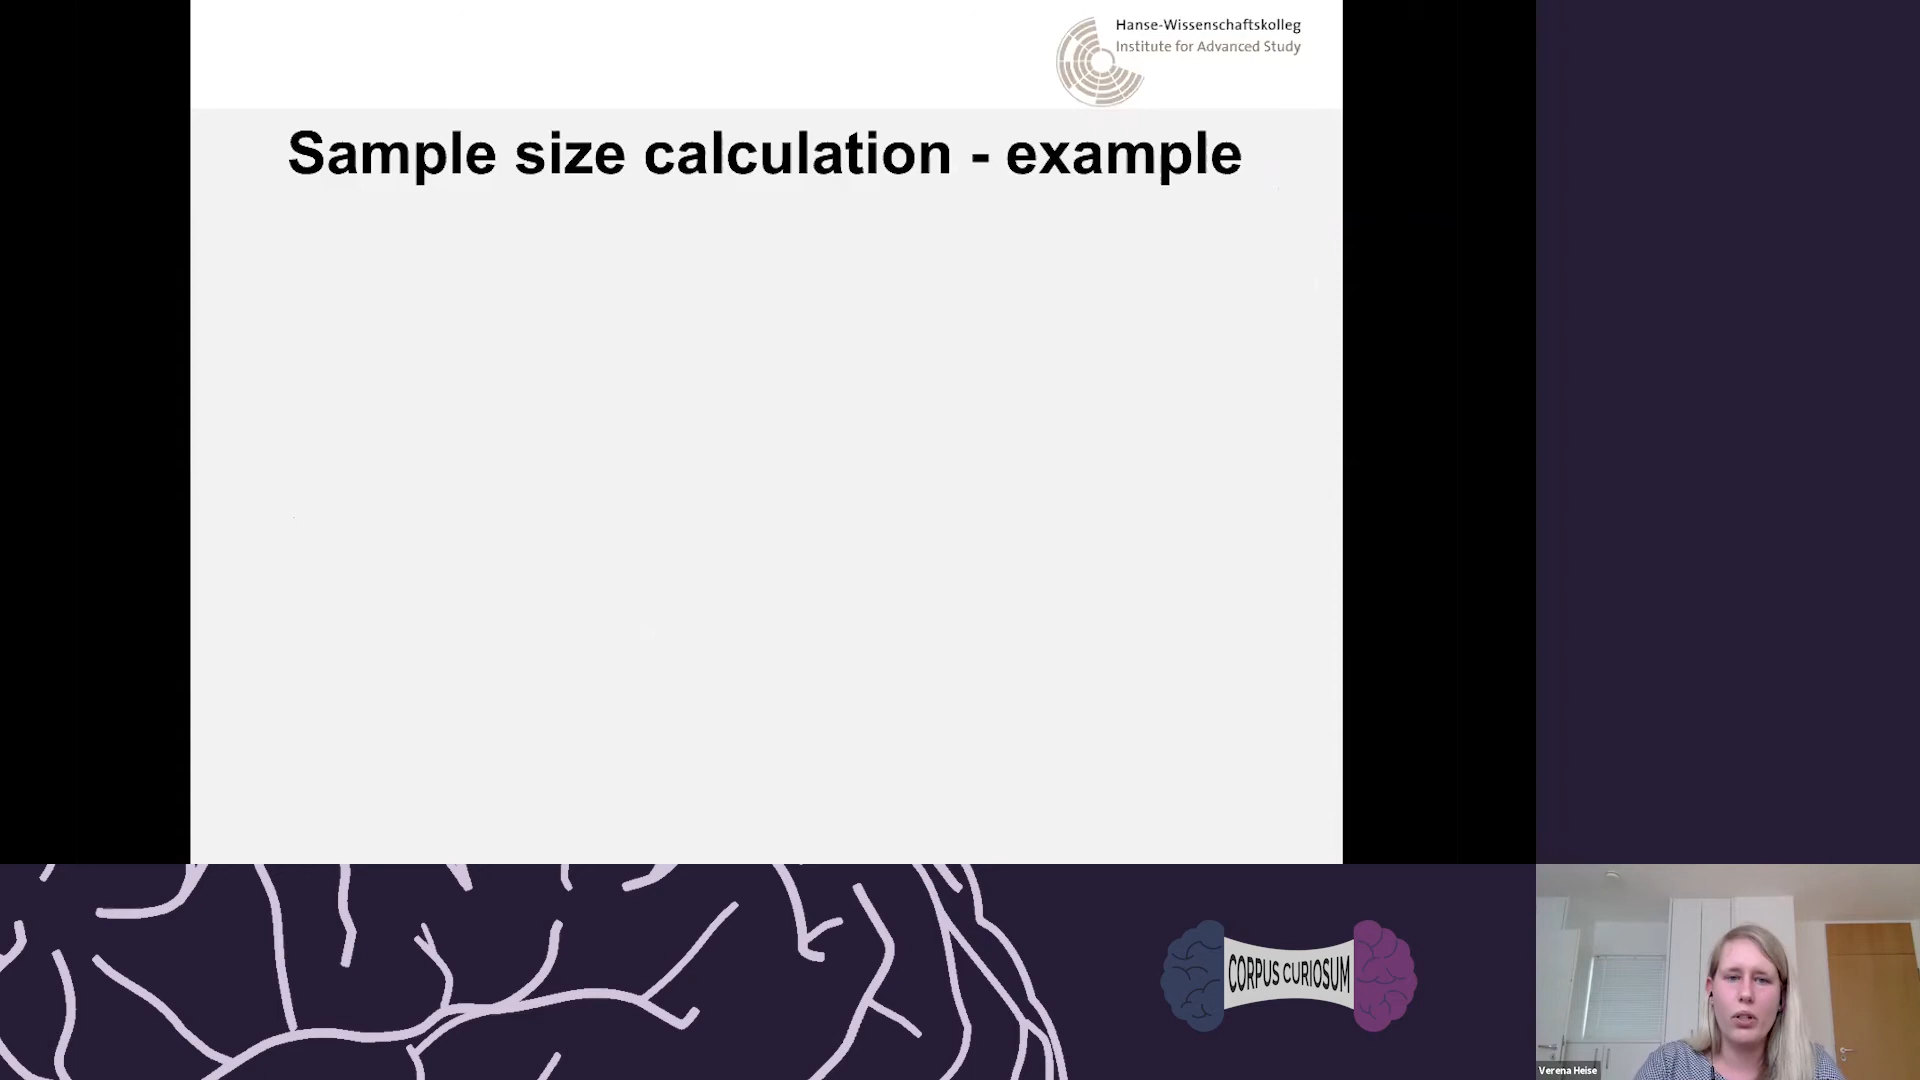 Hanse-Wissenschaftskolleg
Institute for Advanced Study
Sample size calculation - example
CORPUS CURIOSUM
Verena Heise